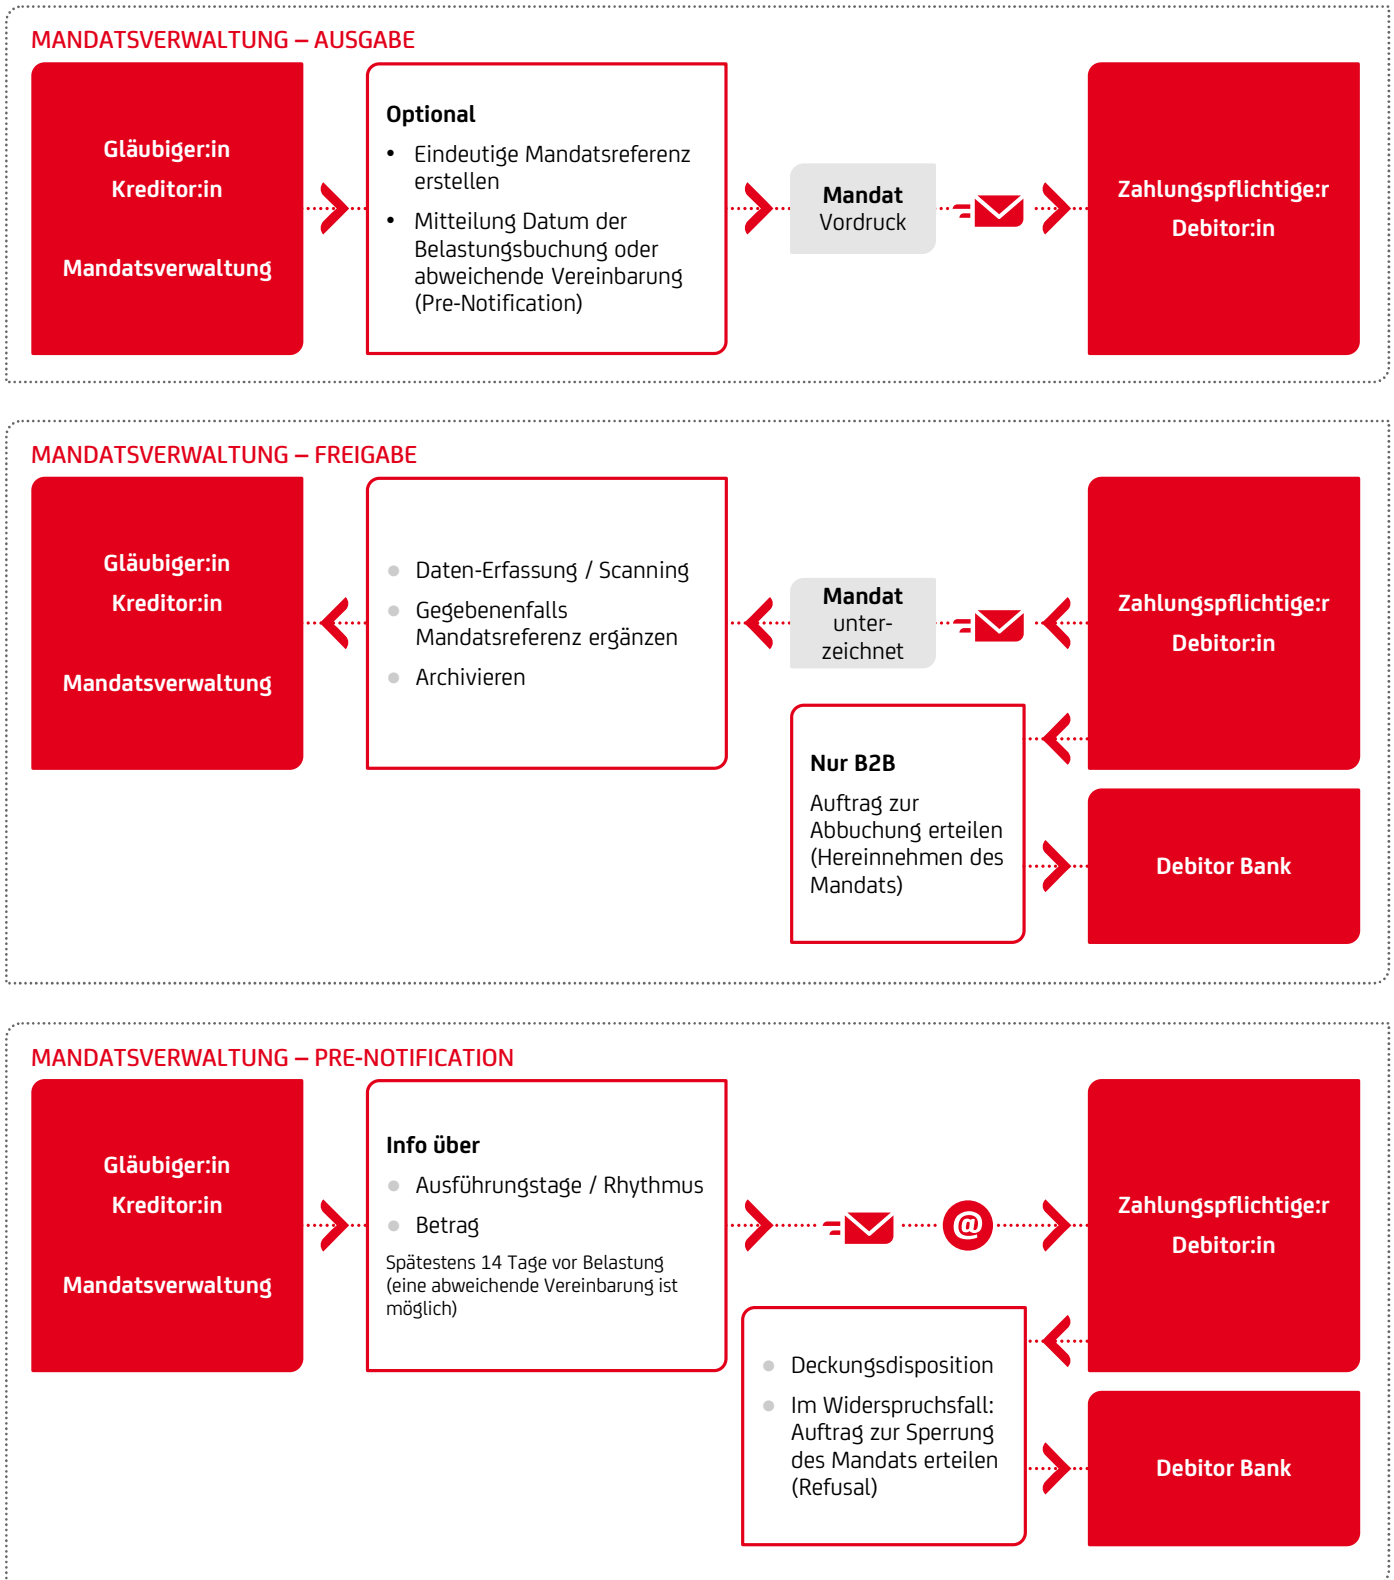 MANDATSVERWALTUNG – AUSGABE
Gläubiger:in
Kreditor:in
Mandatsverwaltung
Optional
• Eindeutige Mandatsreferenz
erstellen
• Mitteilung Datum der
Belastungsbuchung oder
abweichende Vereinbarung
(Pre-Notification)
Mandat
Vordruck
Zahlungspflichtige:r
Debitor:in
MANDATSVERWALTUNG – FREIGABE
Gläubiger:in
Kreditor:in
Mandatsverwaltung
• Daten-Erfassung / Scanning
• Gegebenenfalls
Mandatsreferenz ergänzen
• Archivieren
Mandat
unter-
zeichnet
Zahlungspflichtige:r
Debitor:in
Nur B2B
Auftrag zur
Abbuchung erteilen
(Hereinnehmen des
Mandats)
Debitor Bank
MANDATSVERWALTUNG – PRE-NOTIFICATION
Gläubiger:in
Kreditor:in
Mandatsverwaltung
Info über
• Ausführungstage / Rhythmus
• Betrag
Spätestens 14 Tage vor Belastung
(eine abweichende Vereinbarung ist
möglich)
@
Zahlungspflichtige:r
Debitor:in
• Deckungsdisposition
• Im Widerspruchsfall:
Auftrag zur Sperrung
des Mandats erteilen
(Refusal)
Debitor Bank